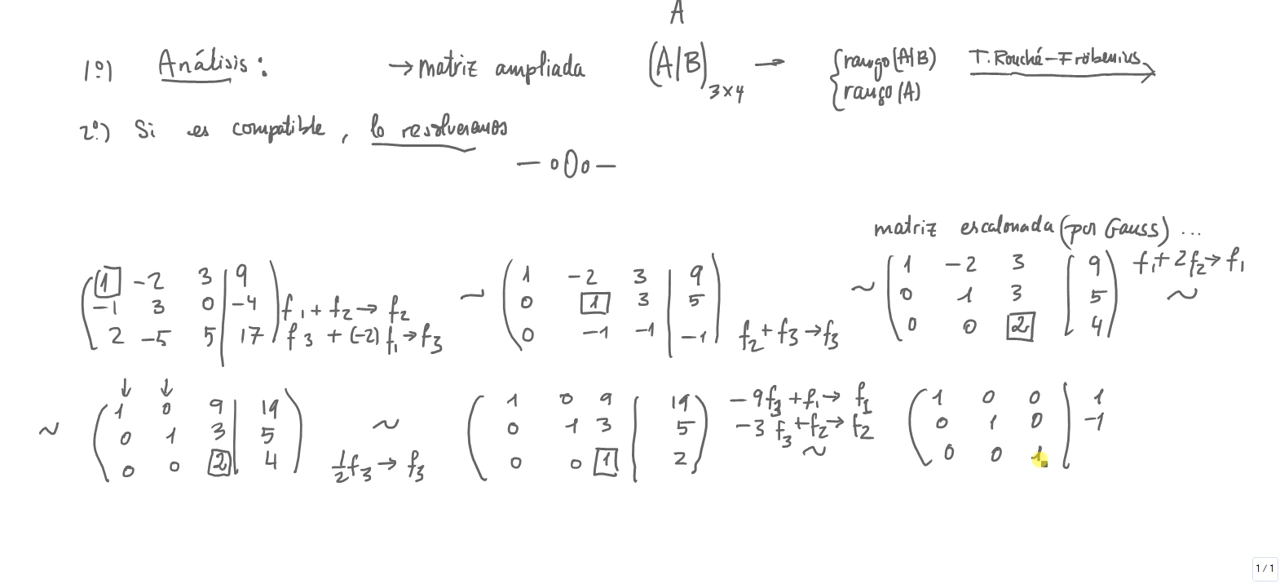 A
1º) Análisis: → matriz ampliada (A|B)3×4 → { rango(A|B) rango(A) T. Rouché-Fröbenius
2º) Si es compatible, lo resolveremos
—o0o—
matriz escalonada (por Gauss) ...
( 1 -2 3 | 9 ) ~ ( 1 -2 3 | 9 ) ~ ( 1 -2 3 | 9 ) f1+2f2→f1
( -1 3 0 | -4 ) f1+f2→f2 ( 0 1 3 | 5 ) ( 0 1 3 | 5 ) ~
( 2 -5 5 | 17 ) f3+(-2)f1→f3 ( 0 -1 -1 | -1 ) f2+f3→f3 ( 0 0 2 | 4 )
↓ ↓
~ ( 1 0 9 | 19 ) ~ ( 1 0 9 | 19 ) -9f3+f1→f1 ( 1 0 0 | 1
( 0 1 3 | 5 ) ( 0 1 3 | 5 ) -3f3+f2→f2 ( 0 1 0 | -1
( 0 0 2 | 4 ) 1/2 f3→f3 ( 0 0 1 | 2 ) ~ ( 0 0 1 |
1/1